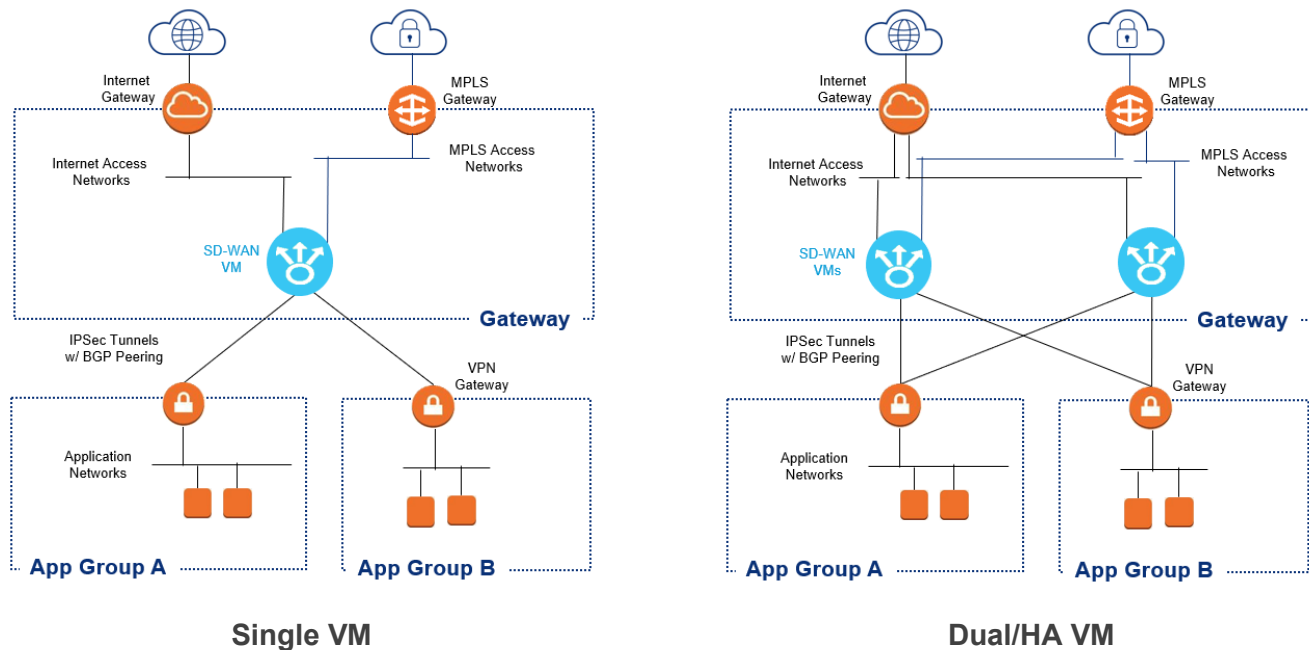 Internet
Gateway
MPLS
Gateway
Internet Access
Networks
MPLS Access
Networks
SD-WAN
VM
Gateway
IPSec Tunnels
w/ BGP Peering
VPN
Gateway
Application
Networks
App Group A
App Group B
Single VM
Internet
Gateway
MPLS
Gateway
Internet Access
Networks
MPLS Access
Networks
SD-WAN
VMs
Gateway
IPSec Tunnels
w/ BGP Peering
VPN
Gateway
Application
Networks
App Group A
App Group B
Dual/HA VM